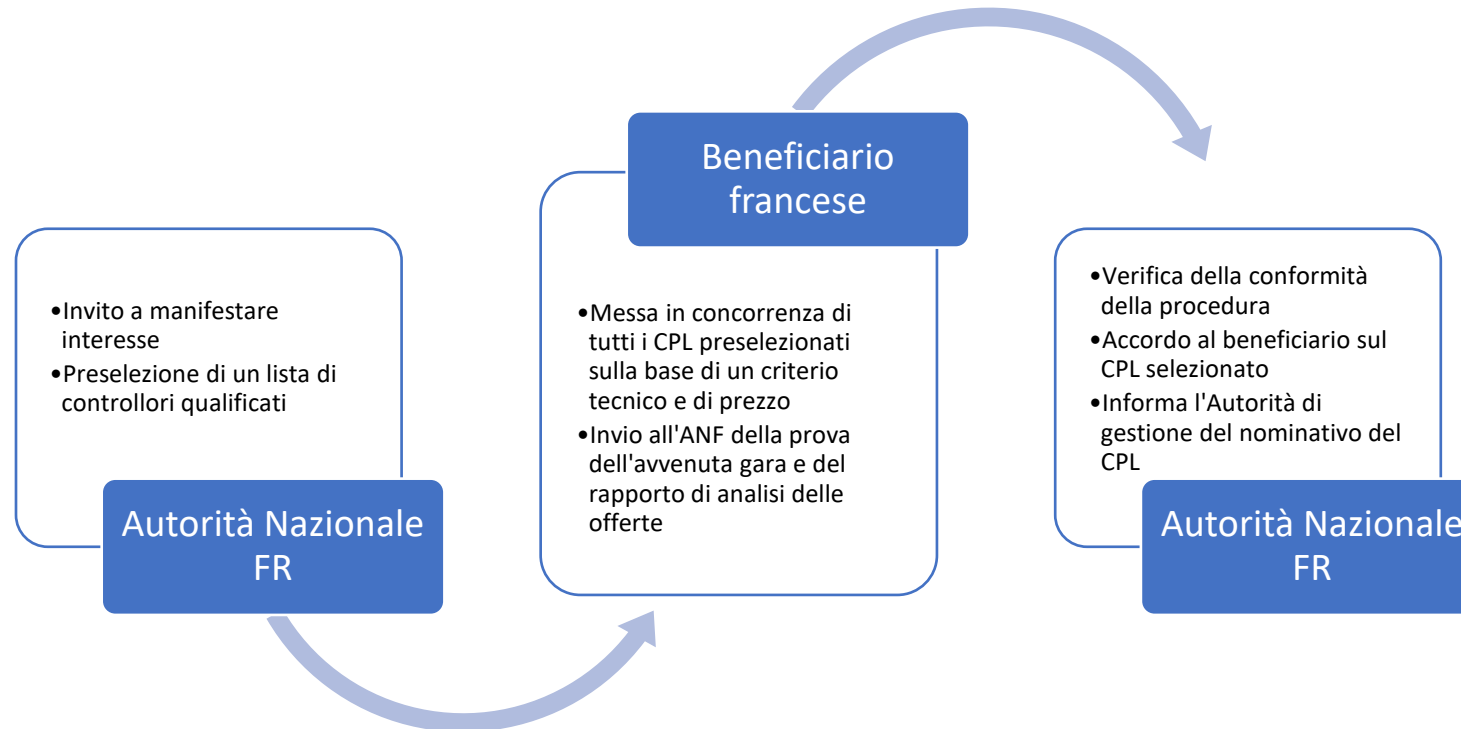 •Invito a manifestare
interesse
•Preselezione di un lista di
controllori qualificati
Autorità Nazionale
FR
Beneficiario
francese
•Messa in concorrenza di
tutti i CPL preselezionati
sulla base di un criterio
tecnico e di prezzo
•Invio all'ANF della prova
dell'avvenuta gara e del
rapporto di analisi delle
offerte
•Verifica della conformità
della procedura
•Accordo al beneficiario sul
CPL selezionato
•Informa l'Autorità di
gestione del nominativo del
CPL
Autorità Nazionale
FR